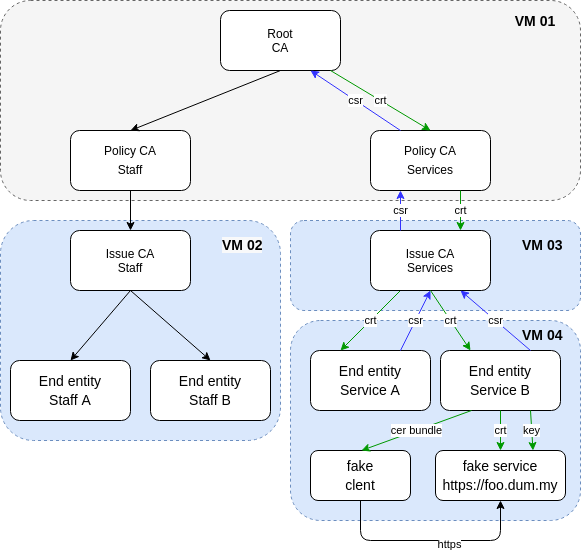 VM 01
Root
CA
csr
crt
Policy CA
Staff
Policy CA
Services
csr
crt
VM 02
Issue CA
Staff
Issue CA
Services
VM 03
crt
csr
crt
csr
VM 04
End entity
Staff A
End entity
Staff B
End entity
Service A
End entity
Service B
cer bundle
crt
key
fake
clent
fake service
https://foo.dum.my
https